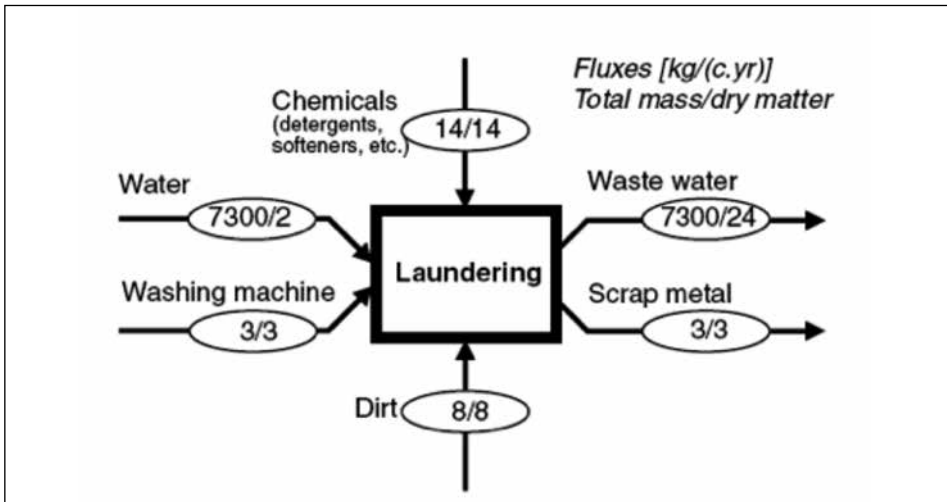 Fluxes [kg/(c.yr)]
Total mass/dry matter
Chemicals
(detergents,
softeners, etc.)
14/14
Water
7300/2
Waste water
7300/24
Laundering
Washing machine
3/3
Scrap metal
3/3
Dirt
8/8